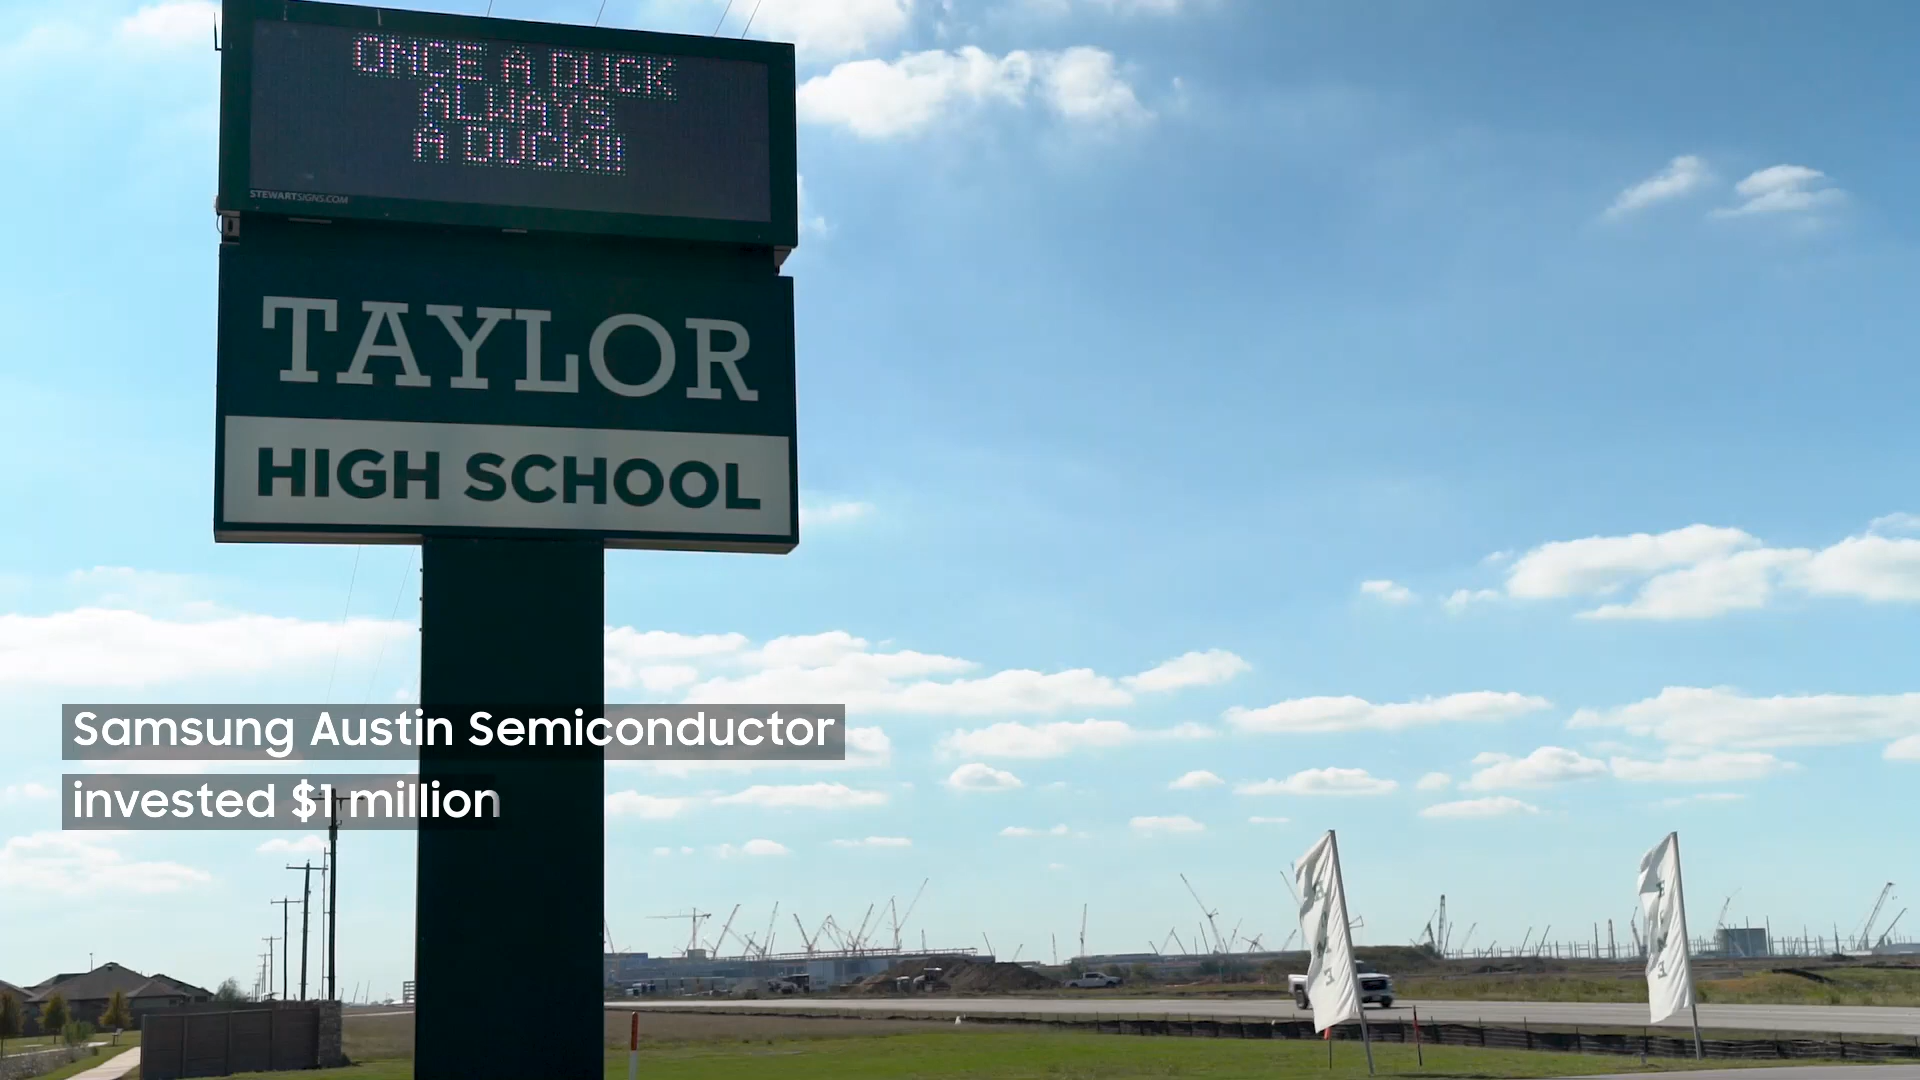 ONCE A DUCK
ALWAYS
A DUCK!!!
STEWARTSIGNS.COM
TAYLOR
HIGH SCHOOL
Samsung Austin Semiconductor
invested $1 million